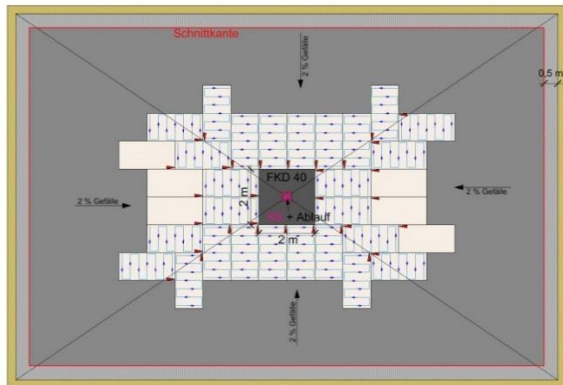 Schnittkante
2 % Gefälle
0,5 m
FKD 40
2 m
2 % Gefälle
2 % Gefälle
+ Ablauf
2 m
2 % Gefälle